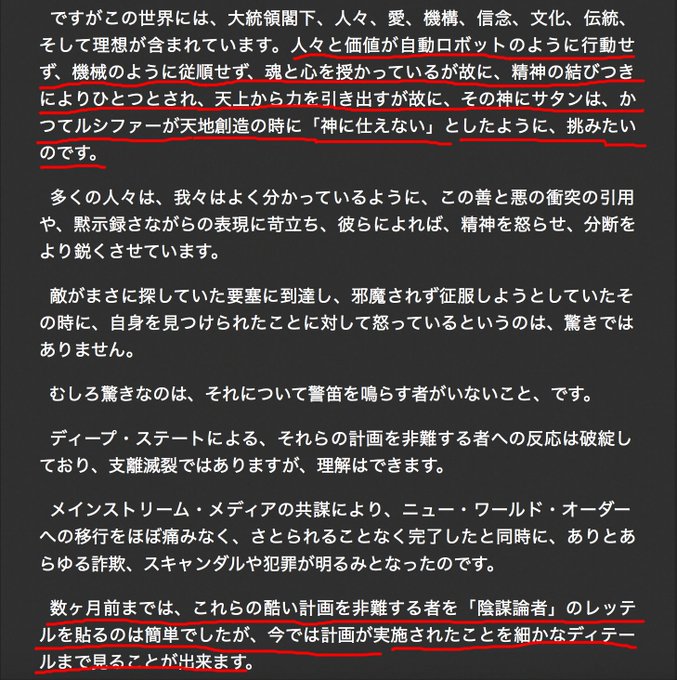 ですがこの世界には、大統領閣下、人々、愛、機構、信念、文化、伝統、
そして理想が含まれています。人々と価値が自動ロボットのように行動せ
ず、機械のように従順せず、魂と心を授かっているが故に、精神の結びつき
によりひとつとされ、天上から力を引き出すが故に、その神にサタンは、か
つてルシファーが天地創造の時に「神に仕えない」としたように、挑みたい
のです。
多くの人々は、我々はよく分かっているように、この善と悪の衝突の引用
や、黙示録さながらの表現に苛立ち、彼らによれば、精神を怒らせ、分断を
より鋭くさせています。
敵がまさに探していた要塞に到達し、邪魔されず征服しようとしていたそ
の時に、自身を見つけられたことに対して怒っているというのは、驚きでは
ありません。
むしろ驚きなのは、それについて警笛を鳴らす者がいないこと、です。
ディープ・ステートによる、それらの計画を非難する者への反応は破綻し
ており、支離滅裂ではありますが、理解はできます。
メインストリーム・メディアの共謀により、ニュー・ワールド・オーダー
への移行をほぼ痛みなく、さとられることなく完了したと同時に、ありとあ
らゆる詐欺、スキャンダルや犯罪が明るみとなったのです。
数ヶ月前までは、これらの酷い計画を非難する者を「陰謀論者」のレッテ
ルを貼るのは簡単でしたが、今では計画が実施されたことを細かなディテー
ルまで見ることが出来ます。